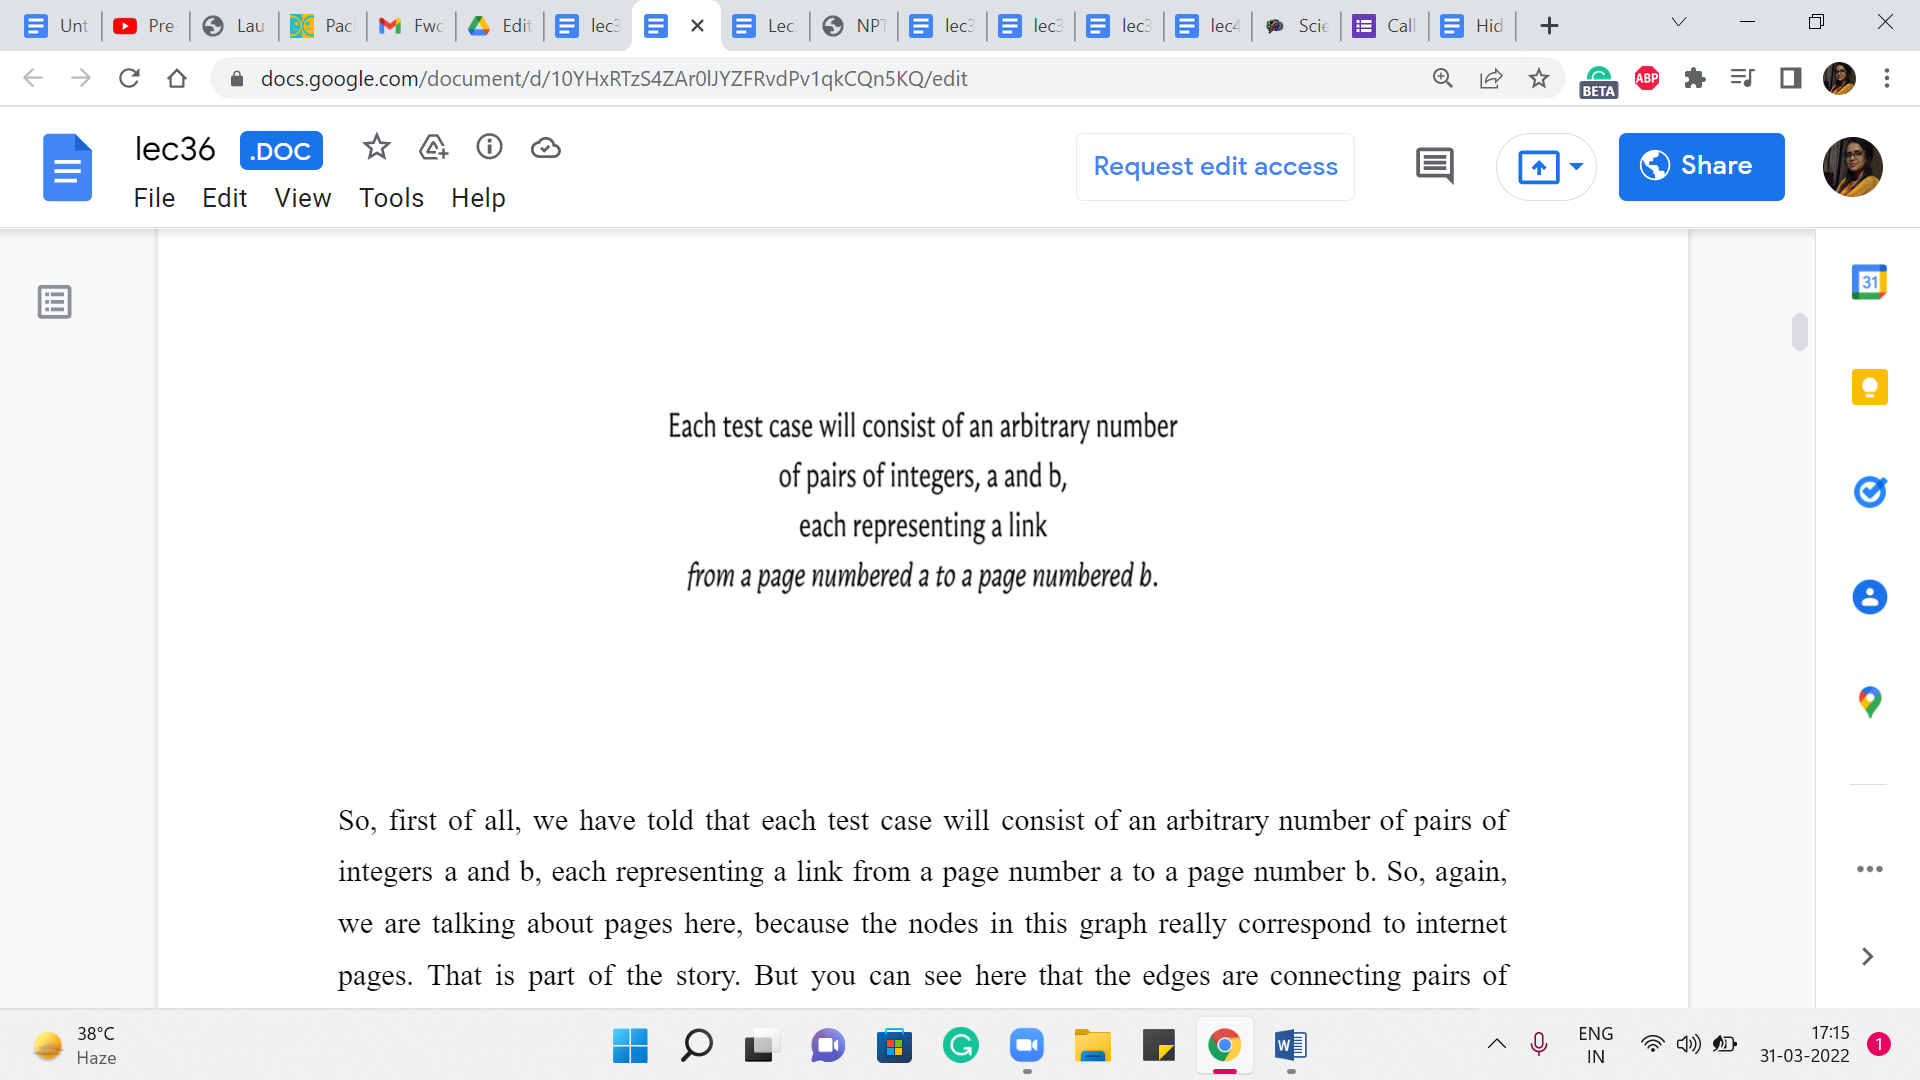 Unt
Pre
Lau
Pac
Fwc
Edit
lec3
Lec
NPT
lec3
lec3
lec3
lec4
Scie
Call
Hid
docs.google.com/document/d/10YHxRTzS4ZAr0lJYZFRvdPv1qkCQn5KQ/edit
BETA
ABP
lec36 .DOC
File Edit View Tools Help
Request edit access
Share
31
Each test case will consist of an arbitrary number
of pairs of integers, a and b,
each representing a link
from a page numbered a to a page numbered b.
So, first of all, we have told that each test case will consist of an arbitrary number of pairs of
integers a and b, each representing a link from a page number a to a page number b. So, again,
we are talking about pages here, because the nodes in this graph really correspond to internet
pages. That is part of the story. But you can see here that the edges are connecting pairs of
38°C
Haze
ENG
IN
17:15
31-03-2022
1